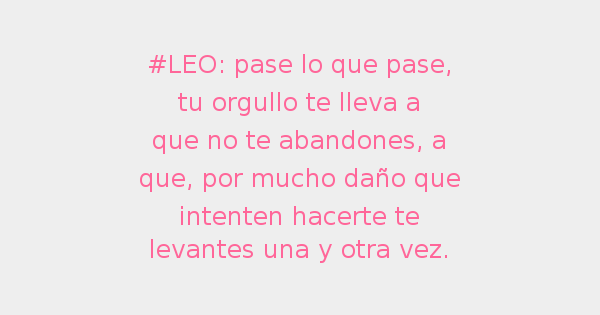 #LEO: pase lo que pase,
tu orgullo te lleva a
que no te abandones, a
que, por mucho daño que
intenten hacerte te
levantes una y otra vez.